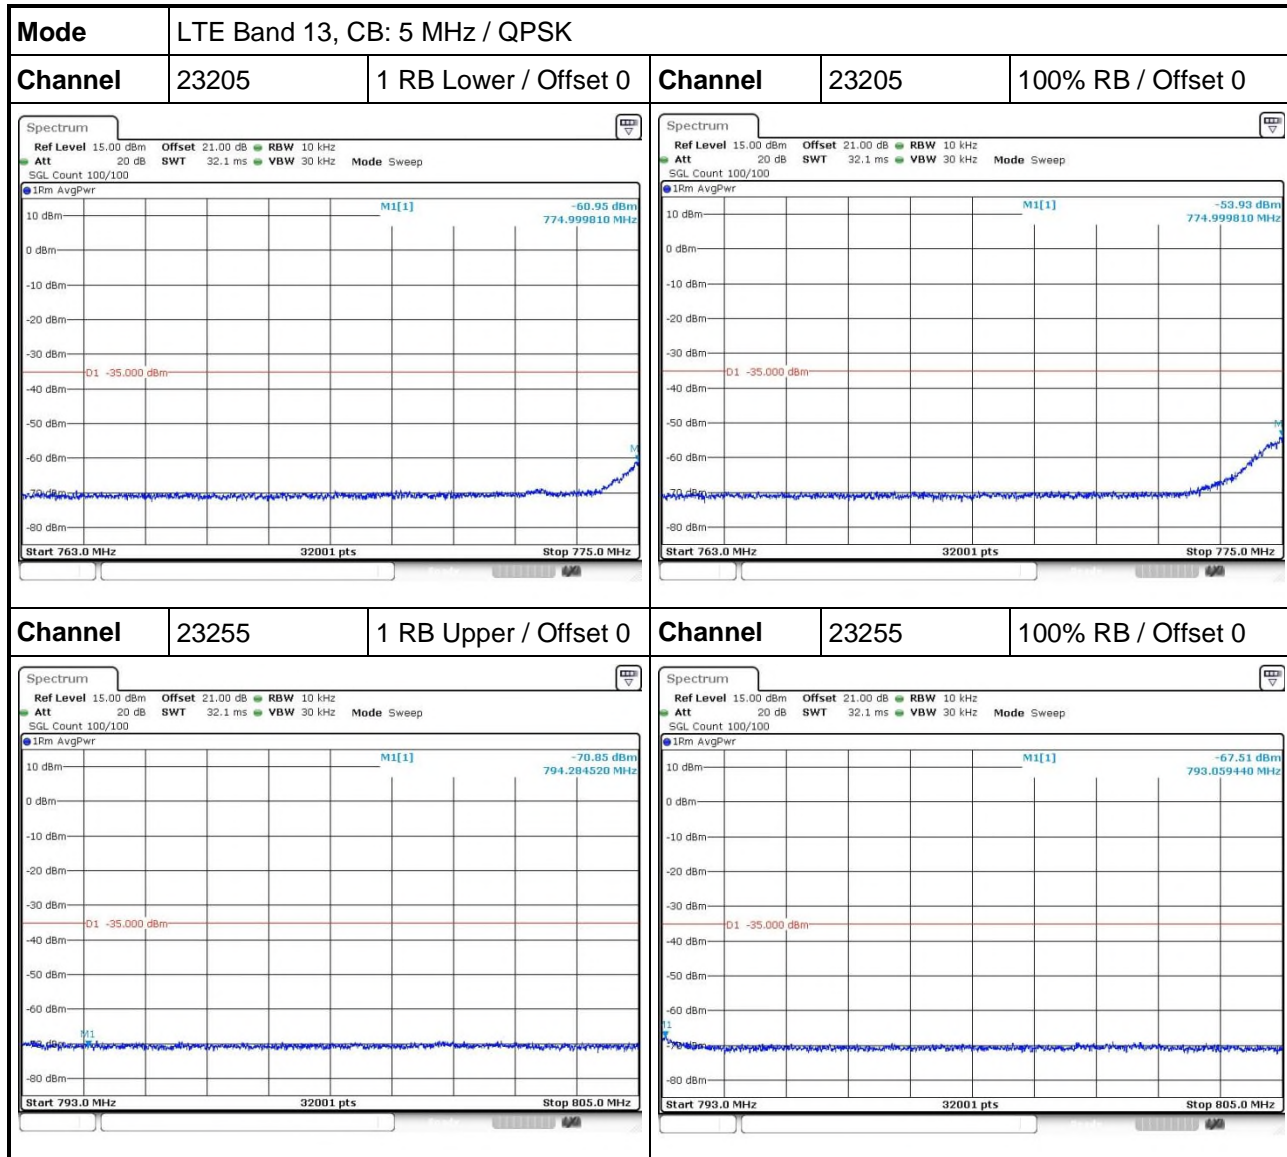 Mode LTE Band 13, CB: 5 MHz / QPSK
Channel 23205 1 RB Lower / Offset 0 Channel 23205 100% RB / Offset 0
Spectrum
Ref Level 15.00 dBm Offset 21.00 dB RBW 10 kHz
Att 20 dB SWT 32.1 ms VBW 30 kHz Mode Sweep
SGL Count 100/100
1Rm AvgPwr
M1[1] -60.95 dBm
774.999810 MHz
10 dBm
0 dBm
-10 dBm
-20 dBm
-30 dBm
D1 -35.000 dBm
-40 dBm
-50 dBm
M
-60 dBm
-70 dBm
-80 dBm
Start 763.0 MHz 32001 pts Stop 775.0 MHz
Spectrum
Ref Level 15.00 dBm Offset 21.00 dB RBW 10 kHz
Att 20 dB SWT 32.1 ms VBW 30 kHz Mode Sweep
SGL Count 100/100
1Rm AvgPwr
M1[1] -53.93 dBm
774.999810 MHz
10 dBm
0 dBm
-10 dBm
-20 dBm
-30 dBm
D1 -35.000 dBm
-40 dBm
-50 dBm
M
-60 dBm
-70 dBm
-80 dBm
Start 763.0 MHz 32001 pts Stop 775.0 MHz
Channel 23255 1 RB Upper / Offset 0 Channel 23255 100% RB / Offset 0
Spectrum
Ref Level 15.00 dBm Offset 21.00 dB RBW 10 kHz
Att 20 dB SWT 32.1 ms VBW 30 kHz Mode Sweep
SGL Count 100/100
1Rm AvgPwr
M1[1] -70.85 dBm
794.284520 MHz
10 dBm
0 dBm
-10 dBm
-20 dBm
-30 dBm
D1 -35.000 dBm
-40 dBm
-50 dBm
-60 dBm
M1
-80 dBm
Start 793.0 MHz 32001 pts Stop 805.0 MHz
Spectrum
Ref Level 15.00 dBm Offset 21.00 dB RBW 10 kHz
Att 20 dB SWT 32.1 ms VBW 30 kHz Mode Sweep
SGL Count 100/100
1Rm AvgPwr
M1[1] -67.51 dBm
793.059440 MHz
10 dBm
0 dBm
-10 dBm
-20 dBm
-30 dBm
D1 -35.000 dBm
-40 dBm
-50 dBm
-60 dBm
-80 dBm
Start 793.0 MHz 32001 pts Stop 805.0 MHz